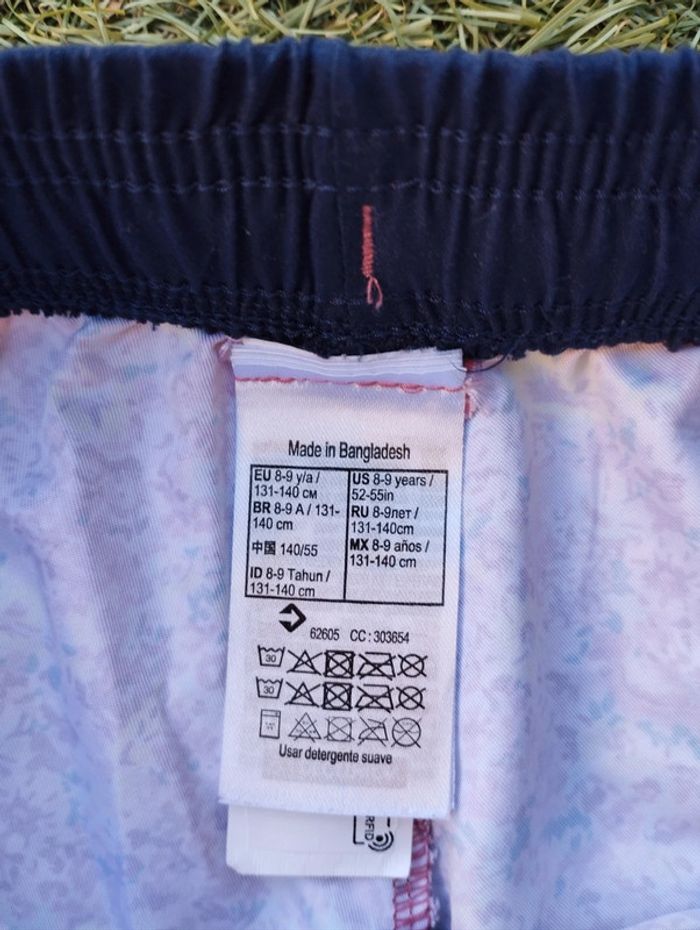 Made in Bangladesh
EU 8-9 y/a /
131-140 см
BR 8-9 A / 131-
140 cm
中国 140/55
ID 8-9 Tahun /
131-140 cm
US 8-9 years /
52-55in
RU 8-9лет /
131-140cm
MX 8-9 años /
131-140 cm
62605 CC: 303654
30
30
Usar detergente suave
RFID